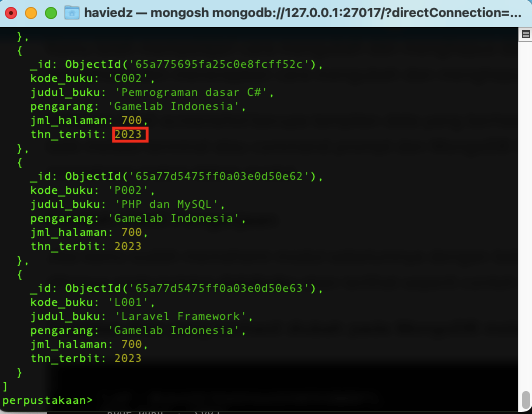 haviedz — mongosh mongodb://127.0.0.1:27017/?directConnection=...
},
{
_id: ObjectId('65a775695fa25c0e8fcff52c'),
kode_buku: 'C002',
judul_buku: 'Pemrograman dasar C#',
pengarang: 'Gamelab Indonesia',
jml_halaman: 700,
thn_terbit: 2023
},
{
_id: ObjectId('65a77d5475ff0a03e0d50e62'),
kode_buku: 'P002',
judul_buku: 'PHP dan MySQL',
pengarang: 'Gamelab Indonesia',
jml_halaman: 700,
thn_terbit: 2023
},
{
_id: ObjectId('65a77d5475ff0a03e0d50e63'),
kode_buku: 'L001',
judul_buku: 'Laravel Framework',
pengarang: 'Gamelab Indonesia',
jml_halaman: 700,
thn_terbit: 2023
}
]
perpustakaan>